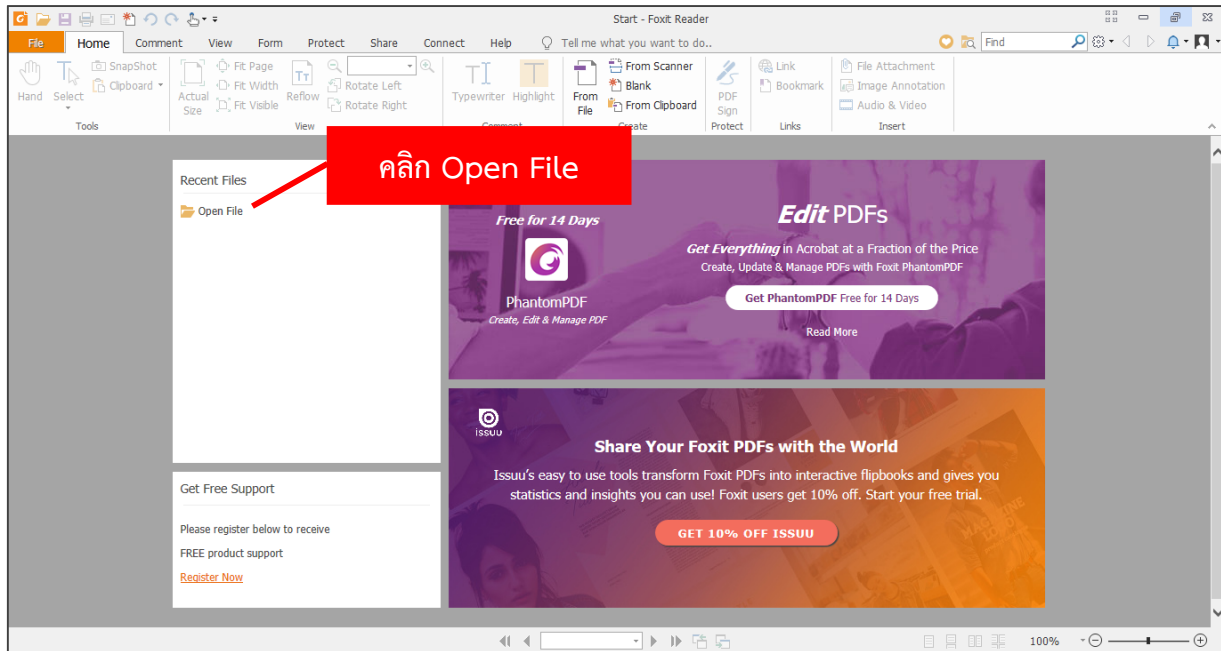 Start - Foxit Reader
File Home Comment View Form Protect Share Connect Help Tell me what you want to do.. Find
Hand
Select
SnapShot
Clipboard
Tools
Actual Size
Fit Page
Fit Width
Fit Visible
Reflow
Rotate Left
Rotate Right
View
Typewriter
Highlight
Comment
From File
From Scanner
Blank
From Clipboard
Create
PDF Sign
Protect
Link
Bookmark
Links
File Attachment
Image Annotation
Audio & Video
Insert
คลิก Open File
Recent Files
Open File
Free for 14 Days
PhantomPDF
Create, Edit & Manage PDF
Edit PDFs
Get Everything in Acrobat at a Fraction of the Price
Create, Update & Manage PDFs with Foxit PhantomPDF
Get PhantomPDF Free for 14 Days
Read More
issuu
Share Your Foxit PDFs with the World
Issuu's easy to use tools transform Foxit PDFs into interactive flipbooks and gives you
statistics and insights you can use! Foxit users get 10% off. Start your free trial.
GET 10% OFF ISSUU
Get Free Support
Please register below to receive
FREE product support
Register Now
100%